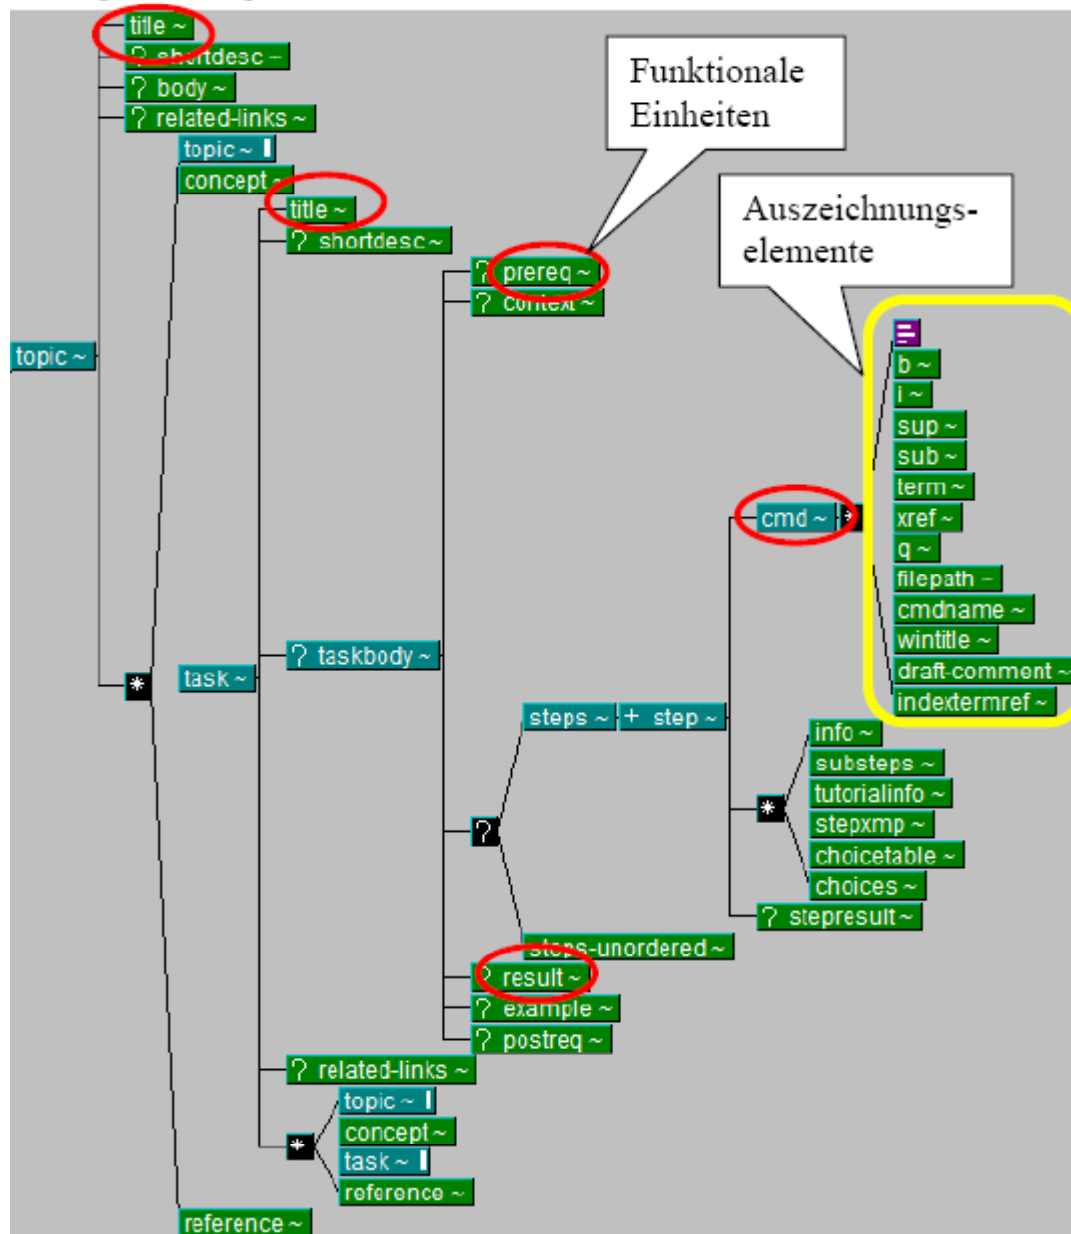 title ~
? shortdesc ~
? body ~
? related-links ~
topic ~
concept ~
title ~
? shortdesc ~
Funktionale
Einheiten
Auszeichnungs-
elemente
? prereq ~
? context ~
topic ~
b ~
i ~
sup ~
sub ~
term ~
cmd ~ *
xref ~
q ~
filepath ~
cmdname ~
wintitle ~
draft-comment ~
indextermref ~
*
task ~
? taskbody ~
steps ~
+ step ~
info ~
substeps ~
tutorialinfo ~
*
stepxmp ~
choicetable ~
choices ~
? stepresult ~
?
steps-unordered ~
? result ~
? example ~
? postreq ~
? related-links ~
*
topic ~
concept ~
task ~
reference ~
reference ~